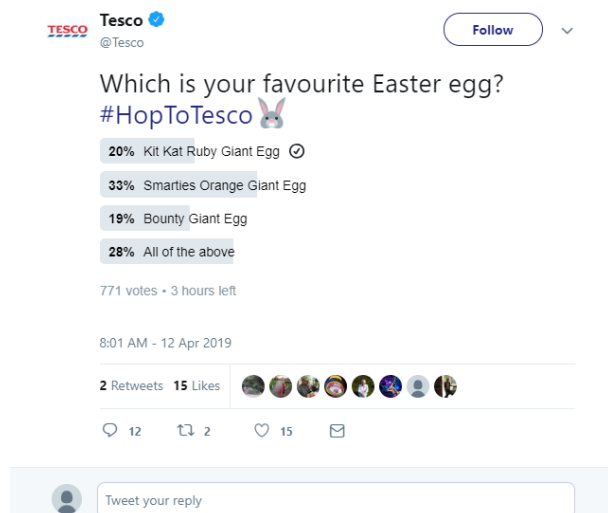 TESCO
Tesco
@Tesco
Follow
Which is your favourite Easter egg?
#HopToTesco
20% Kit Kat Ruby Giant Egg
33% Smarties Orange Giant Egg
19% Bounty Giant Egg
28% All of the above
771 votes • 3 hours left
8:01 AM - 12 Apr 2019
2 Retweets 15 Likes
12 2 15
Tweet your reply